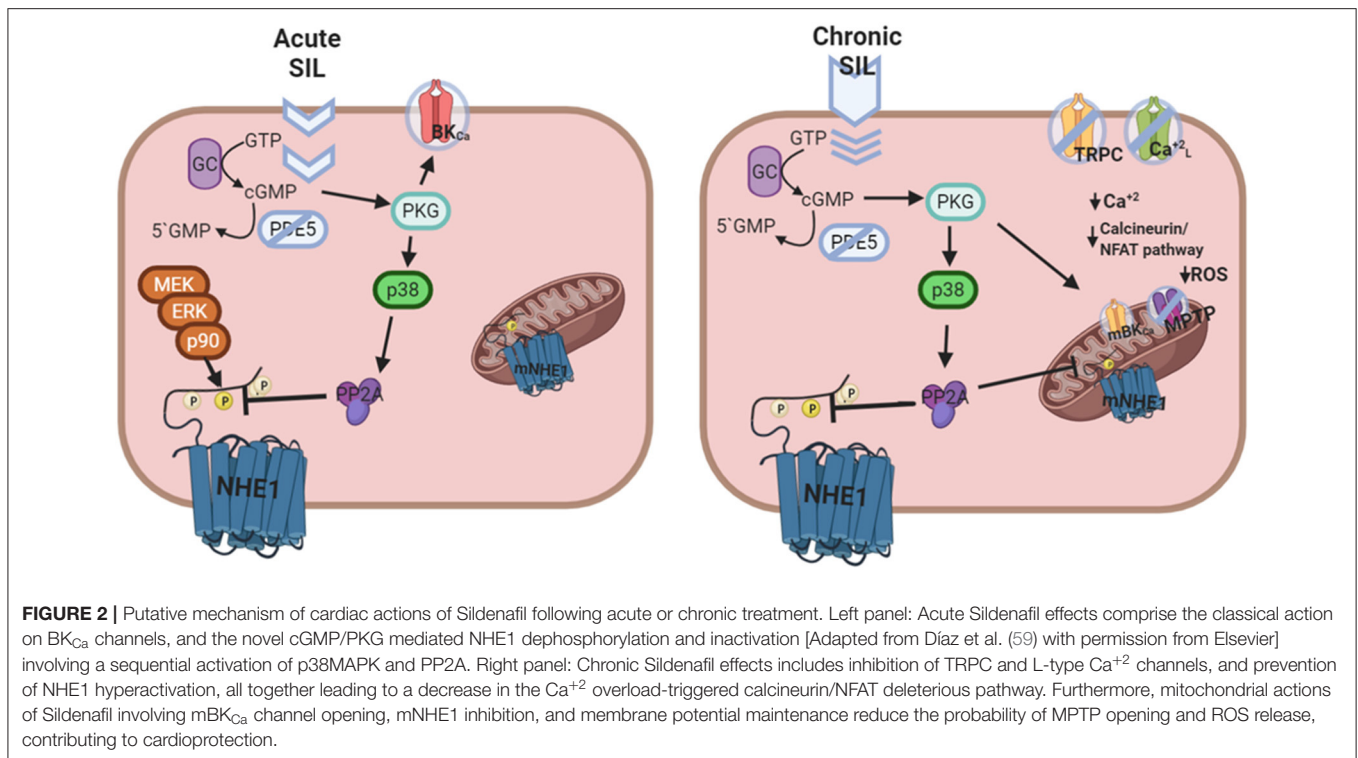 Acute
SIL
BKCa
GTP
GC
cGMP
PKG
5`GMP
PDE5
MEK
p38
ERK
p90
P
mNHE1
P
P
P
PP2A
NHE1
Chronic
SIL
GTP
TRPC
Ca+2L
GC
cGMP
PKG
↓Ca+2
5`GMP
PDE5
↓Calcineurin/
NFAT pathway
↓ROS
p38
mBKCa
MPTP
P
P
P
P
PP2A
mNHE1
NHE1
FIGURE 2 | Putative mechanism of cardiac actions of Sildenafil following acute or chronic treatment. Left panel: Acute Sildenafil effects comprise the classical action
on BKCa channels, and the novel cGMP/PKG mediated NHE1 dephosphorylation and inactivation [Adapted from Díaz et al. (59) with permission from Elsevier]
involving a sequential activation of p38MAPK and PP2A. Right panel: Chronic Sildenafil effects includes inhibition of TRPC and L-type Ca+2 channels, and prevention
of NHE1 hyperactivation, all together leading to a decrease in the Ca+2 overload-triggered calcineurin/NFAT deleterious pathway. Furthermore, mitochondrial actions
of Sildenafil involving mBKCa channel opening, mNHE1 inhibition, and membrane potential maintenance reduce the probability of MPTP opening and ROS release,
contributing to cardioprotection.